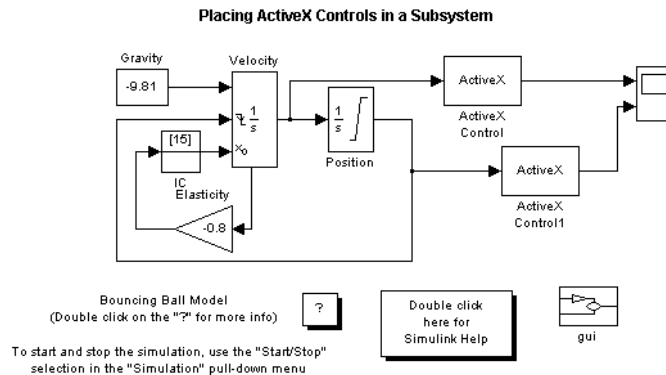 Placing ActiveX Controls in a Subsystem
Gravity
Velocity
-9.81
1
s
x₀
[15]
IC
Elasticity
-0.8
1
s
Position
ActiveX
ActiveX
Control
ActiveX
ActiveX
Control1
Bouncing Ball Model
(Double click on the "?" for more info)
?
Double click
here for
Simulink Help
gui
To start and stop the simulation, use the "Start/Stop"
selection in the "Simulation" pull-down menu